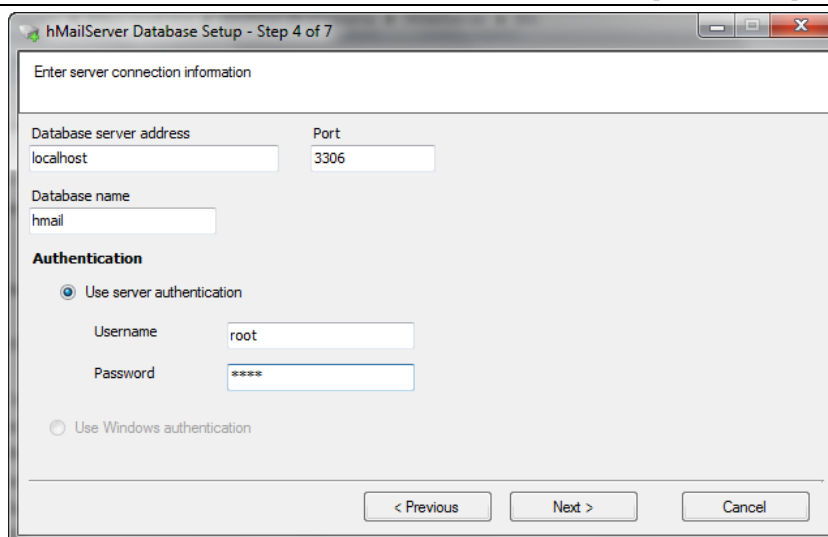 hMailServer Database Setup - Step 4 of 7
Enter server connection information
Database server address Port
localhost 3306
Database name
hmail
Authentication
Use server authentication
Username root
Password ****
Use Windows authentication
< Previous Next > Cancel